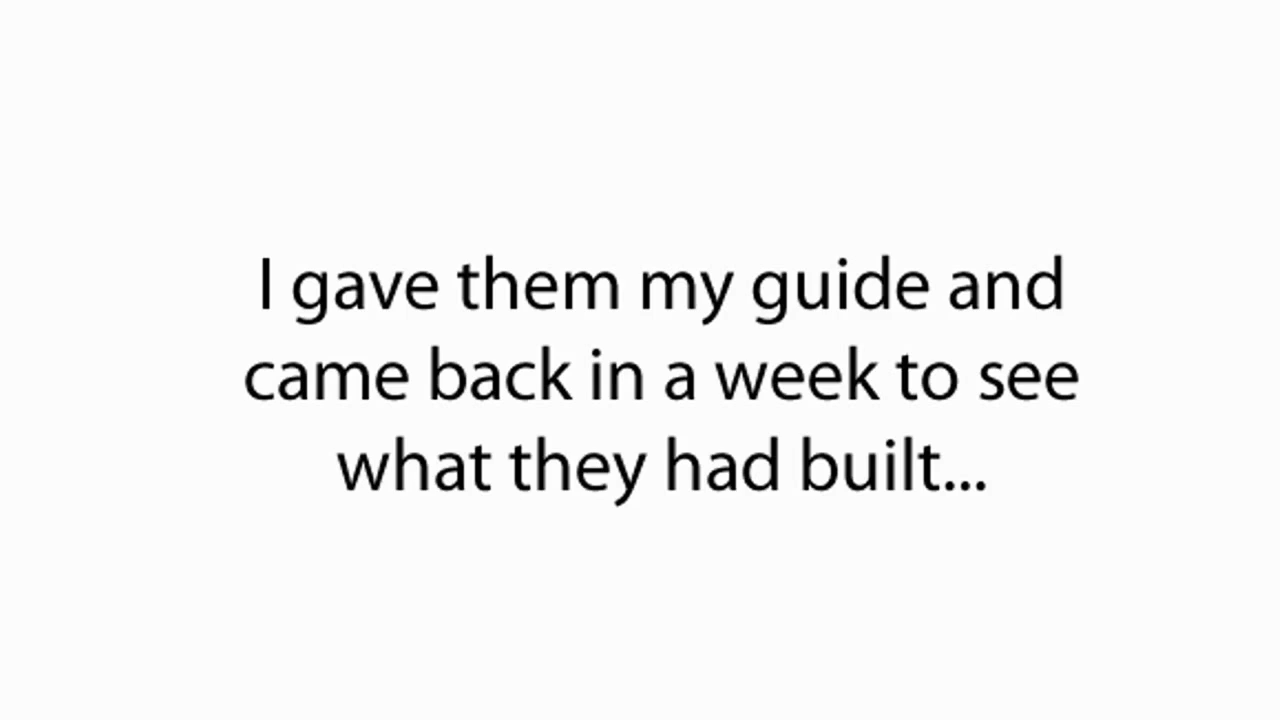 I gave them my guide and
came back in a week to see
what they had built...